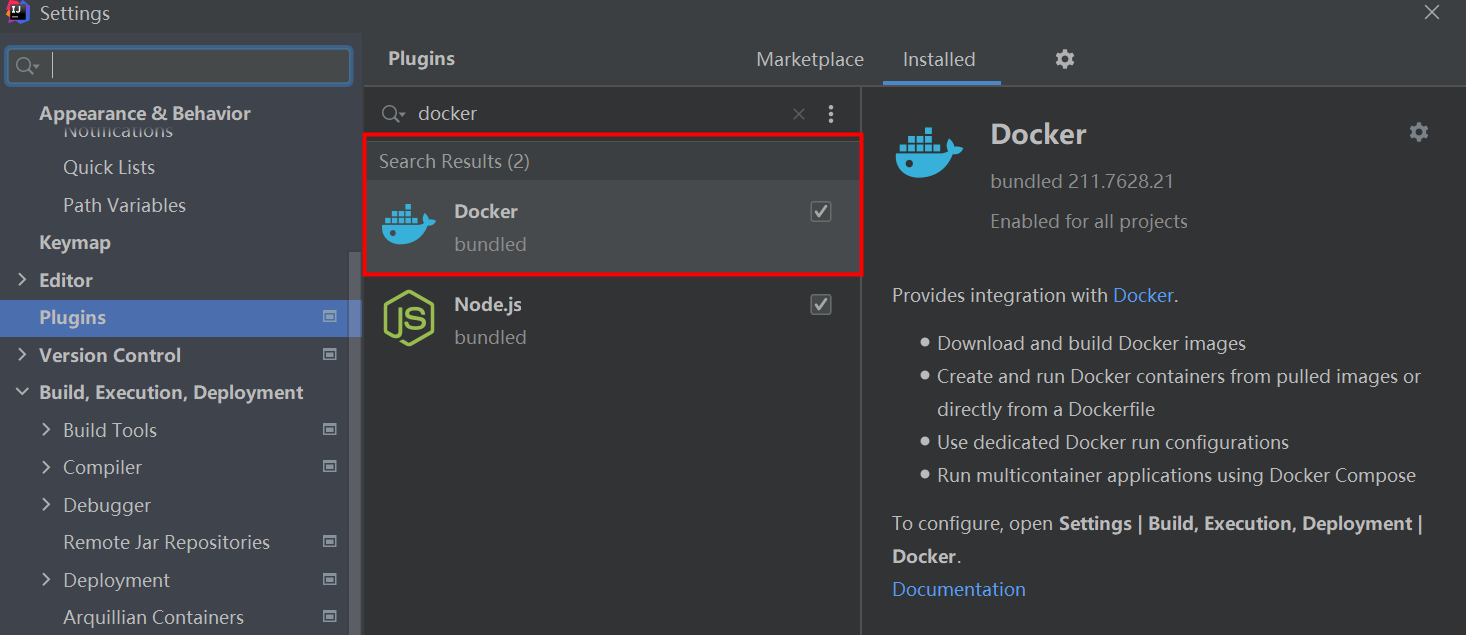 Settings
Appearance & Behavior
Notifications
Quick Lists
Path Variables
Keymap
Editor
Plugins
Version Control
Build, Execution, Deployment
Build Tools
Compiler
Debugger
Remote Jar Repositories
Deployment
Arquillian Containers
Plugins
Marketplace
Installed
docker
Search Results (2)
Docker
bundled
Node.js
bundled
Docker
bundled 211.7628.21
Enabled for all projects
Provides integration with Docker.
Download and build Docker images
Create and run Docker containers from pulled images or
directly from a Dockerfile
Use dedicated Docker run configurations
Run multicontainer applications using Docker Compose
To configure, open Settings | Build, Execution, Deployment |
Docker.
Documentation